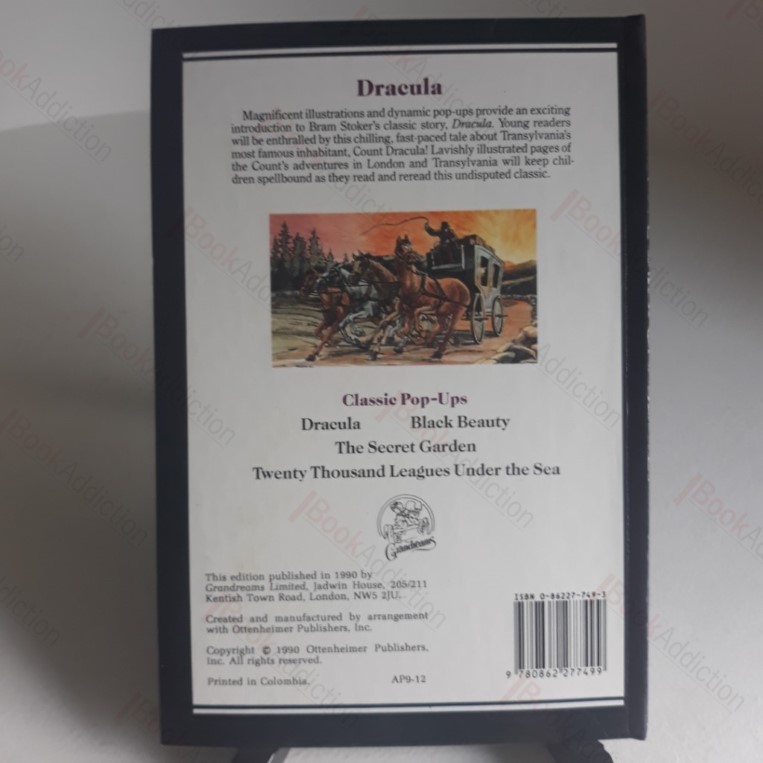 Dracula
Magnificent illustrations and dynamic pop-ups provide an exciting
introduction to Bram Stoker's classic story, Dracula. Young readers
will be enthralled by this chilling, fast-paced tale about Transylvania's
most famous inhabitant, Count Dracula! Lavishly illustrated pages of
the Count's adventures in London and Transylvania will keep chil-
dren spellbound as they read and reread this undisputed classic.
Classic Pop-Ups
Dracula Black Beauty
The Secret Garden
Twenty Thousand Leagues Under the Sea
Grandreams
This edition published in 1990 by
Grandreams Limited, Jadwin House, 205/211
Kentish Town Road, London, NW5 2JU.
Created and manufactured by arrangement
with Ottenheimer Publishers, Inc.
Copyright © 1990 Ottenheimer Publishers,
Inc. All rights reserved.
Printed in Colombia. AP9-12
ISBN 0-86227-749-3
9 780862 277499
BookAddiction